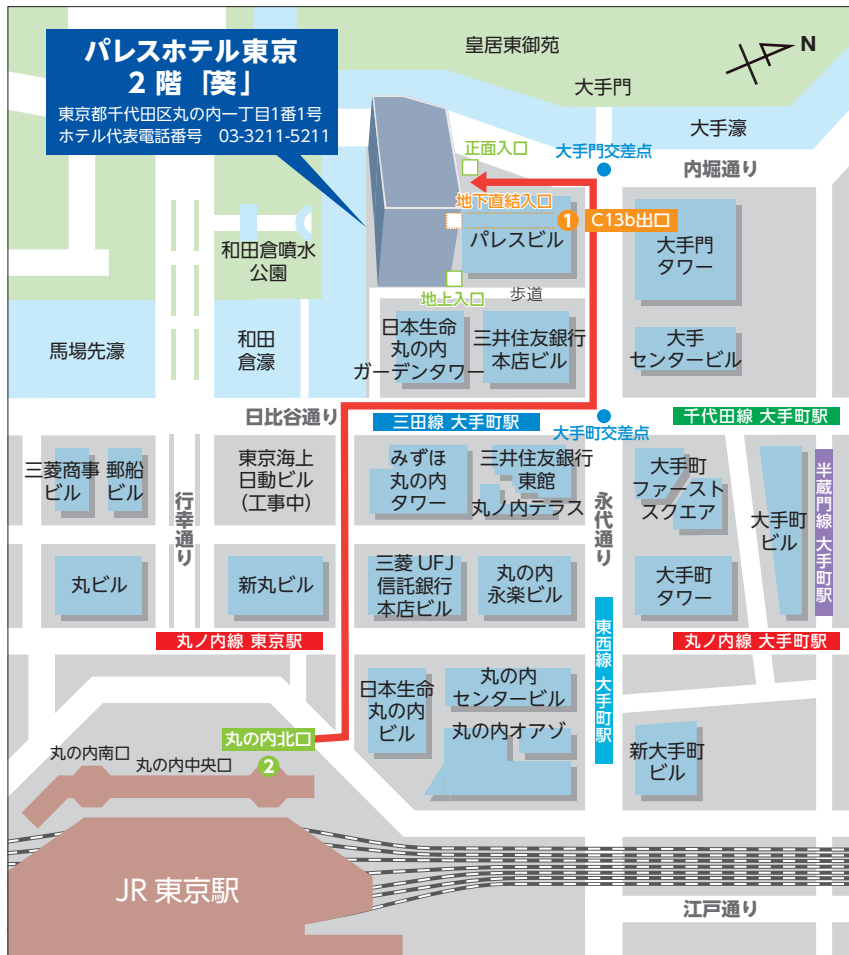 パレスホテル東京
2 階 「葵」
東京都千代田区丸の内一丁目1番1号
ホテル代表電話番号　03-3211-5211
皇居東御苑
N
大手門
大手濠
正面入口
大手門交差点
内堀通り
地下直結入口
1
C13b出口
パレスビル
大手門
タワー
和田倉噴水
公園
地上入口
歩道
馬場先濠
和田
倉濠
日本生命
丸の内
ガーデンタワー
三井住友銀行
本店ビル
大手
センタービル
日比谷通り
三田線 大手町駅
大手町交差点
千代田線 大手町駅
三菱商事
ビル
郵船
ビル
行幸通り
東京海上
日動ビル
(工事中)
みずほ
丸の内
タワー
三井住友銀行
東館
丸ノ内テラス
永代通り
大手町
ファースト
スクエア
大手町
ビル
半蔵門線 大手町駅
丸ビル
新丸ビル
三菱 UFJ
信託銀行
本店ビル
丸の内
永楽ビル
大手町
タワー
丸ノ内線 東京駅
東西線 大手町駅
丸ノ内線 大手町駅
日本生命
丸の内
ビル
丸の内
センタービル
丸の内オアゾ
新大手町
ビル
丸の内北口
2
丸の内南口
丸の内中央口
JR 東京駅
江戸通り